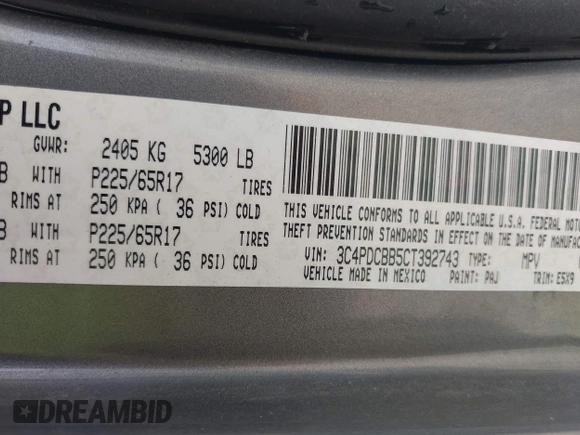 P LLC
GVWR: 2405 KG 5300 LB
B WITH P225/65R17 TIRES
RIMS AT 250 KPA ( 36 PSI) COLD
B WITH P225/65R17 TIRES
RIMS AT 250 KPA ( 36 PSI) COLD
THIS VEHICLE CONFORMS TO ALL APPLICABLE U.S.A. FEDERAL MOTO
THEFT PREVENTION STANDARDS IN EFFECT ON THE DATE OF MANUFAC
VIN: 3C4PDCBB5CT392743 TYPE: MPV
VEHICLE MADE IN MEXICO PAINT: PAJ TRIM: E5X9
DREAMBID